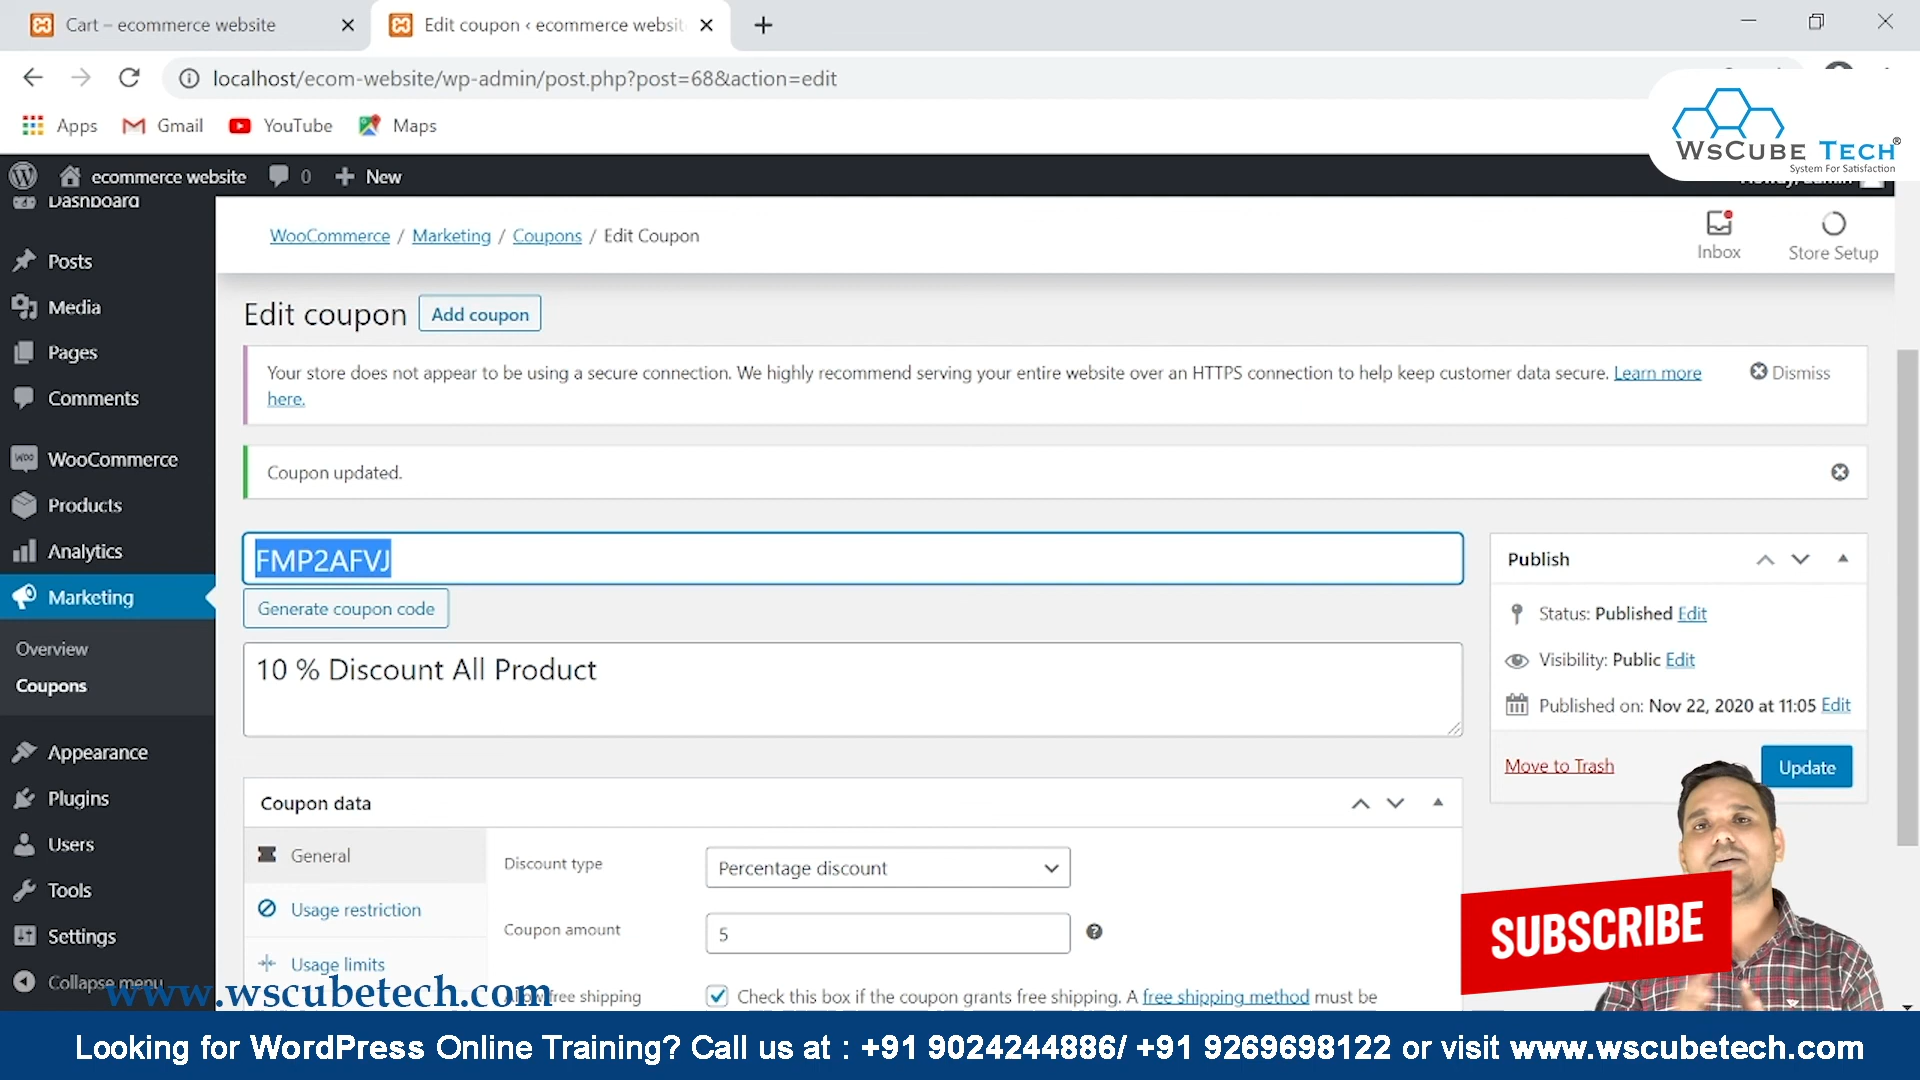 Cart – ecommerce website
Edit coupon ‹ ecommerce websit
localhost/ecom-website/wp-admin/post.php?post=68&action=edit
Apps Gmail YouTube Maps
WSCUBE TECH®
System For Satisfaction
ecommerce website 0 New
Dashboard
Posts
Media
Pages
Comments
WooCommerce
Products
Analytics
Marketing
Overview
Coupons
Appearance
Plugins
Users
Tools
Settings
Collapse menu
WooCommerce / Marketing / Coupons / Edit Coupon
Inbox
Store Setup
Edit coupon Add coupon
Your store does not appear to be using a secure connection. We highly recommend serving your entire website over an HTTPS connection to help keep customer data secure. Learn more
here.
Dismiss
Coupon updated.
FMP2AFVJ
Generate coupon code
10 % Discount All Product
Publish
Status: Published Edit
Visibility: Public Edit
Published on: Nov 22, 2020 at 11:05 Edit
Move to Trash
Update
Coupon data
General
Usage restriction
Usage limits
Discount type
Percentage discount
Coupon amount
5
Allow free shipping
Check this box if the coupon grants free shipping. A free shipping method must be
SUBSCRIBE
www.wscubetech.com
Looking for WordPress Online Training? Call us at : +91 9024244886/ +91 9269698122 or visit www.wscubetech.com